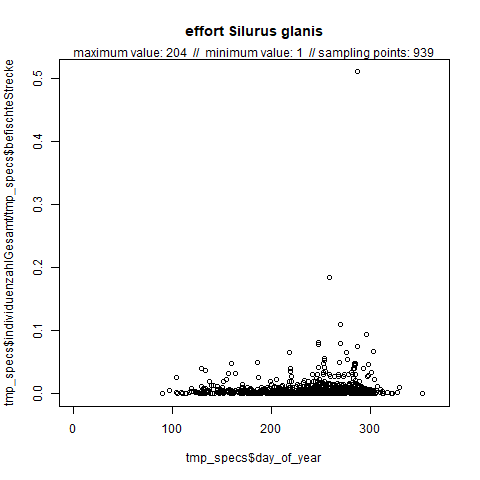 effort Silurus glanis
maximum value: 204 // minimum value: 1 // sampling points: 939
tmp_specs$individuenzahlGesamt/tmp_specs$befischteStrecke
0.5
0.4
0.3
0.2
0.1
0.0
0 100 200 300
tmp_specs$day_of_year